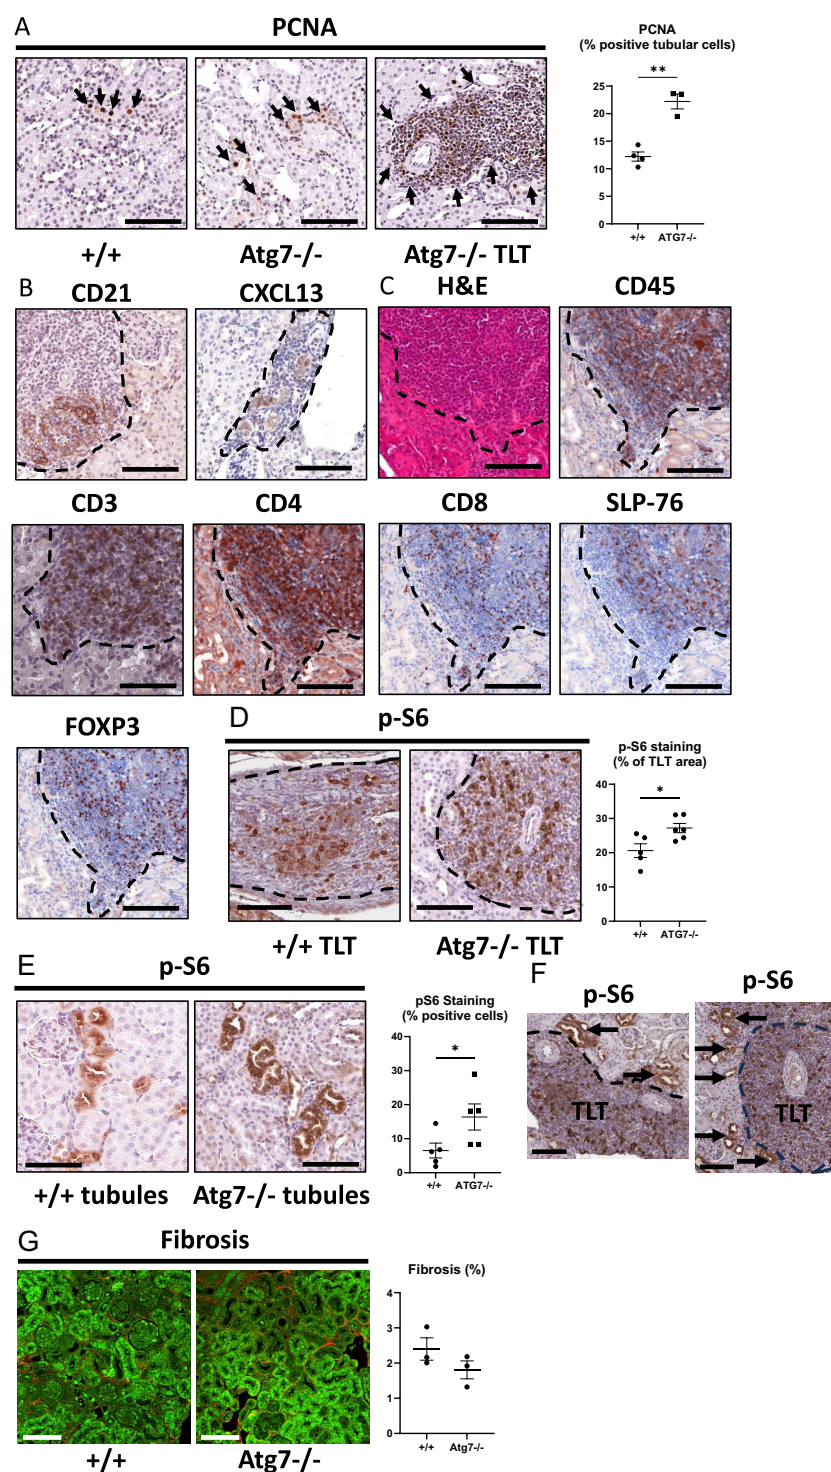 A
PCNA
PCNA
(% positive tubular cells)
**
25
20
15
10
5
0
+/+
ATG7-/-
+/+
Atg7-/-
Atg7-/- TLT
B
CD21
CXCL13
C
H&E
CD45
CD3
CD4
CD8
SLP-76
FOXP3
D
p-S6
p-S6 staining
(% of TLT area)
*
40
30
20
10
0
+/+
ATG7-/-
+/+ TLT
Atg7-/- TLT
E
p-S6
pS6 Staining
(% positive cells)
*
40
30
20
10
0
+/+
ATG7-/-
+/+ tubules
Atg7-/- tubules
F
p-S6
p-S6
TLT
TLT
G
Fibrosis
Fibrosis (%)
4
3
2
1
0
+/+
Atg7-/-
+/+
Atg7-/-